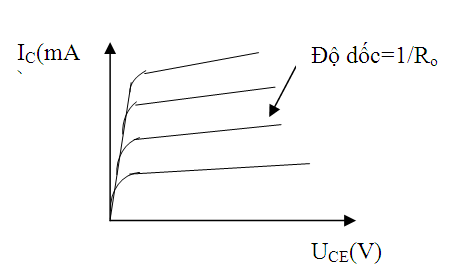 I_C(mA
`
Độ dốc=1/R_o
U_CE(V)